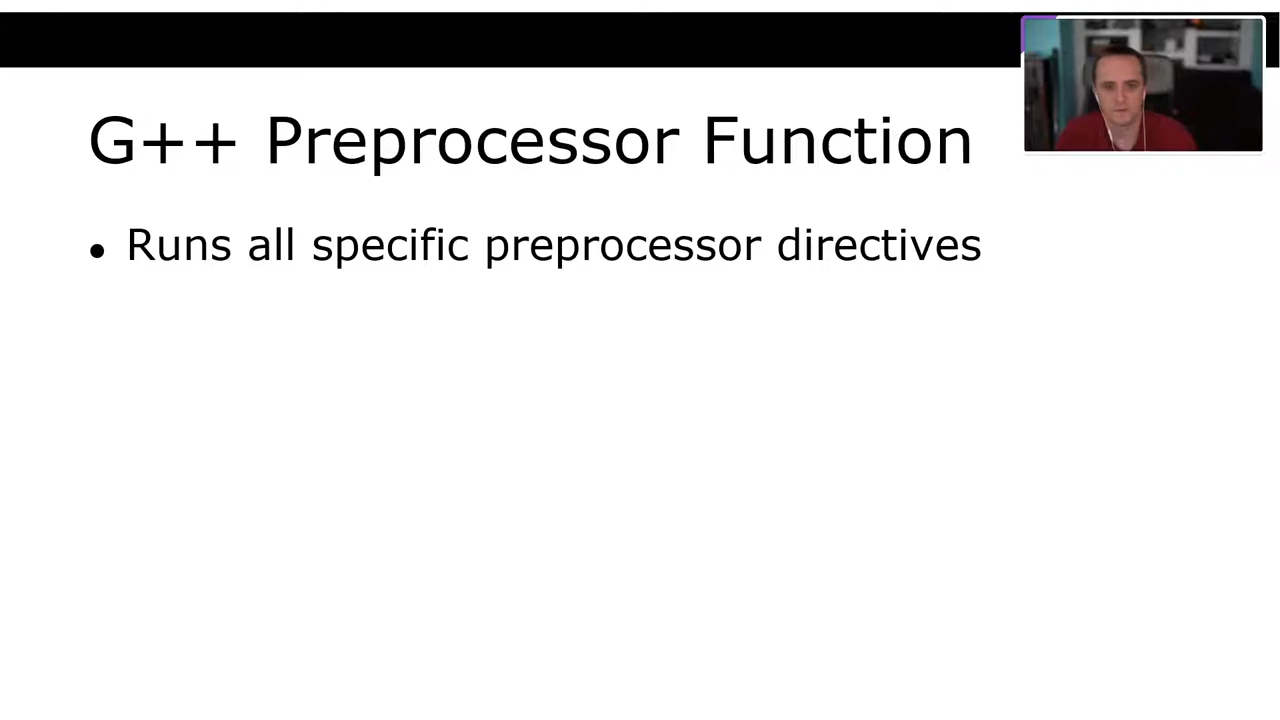 G++ Preprocessor Function
• Runs all specific preprocessor directives